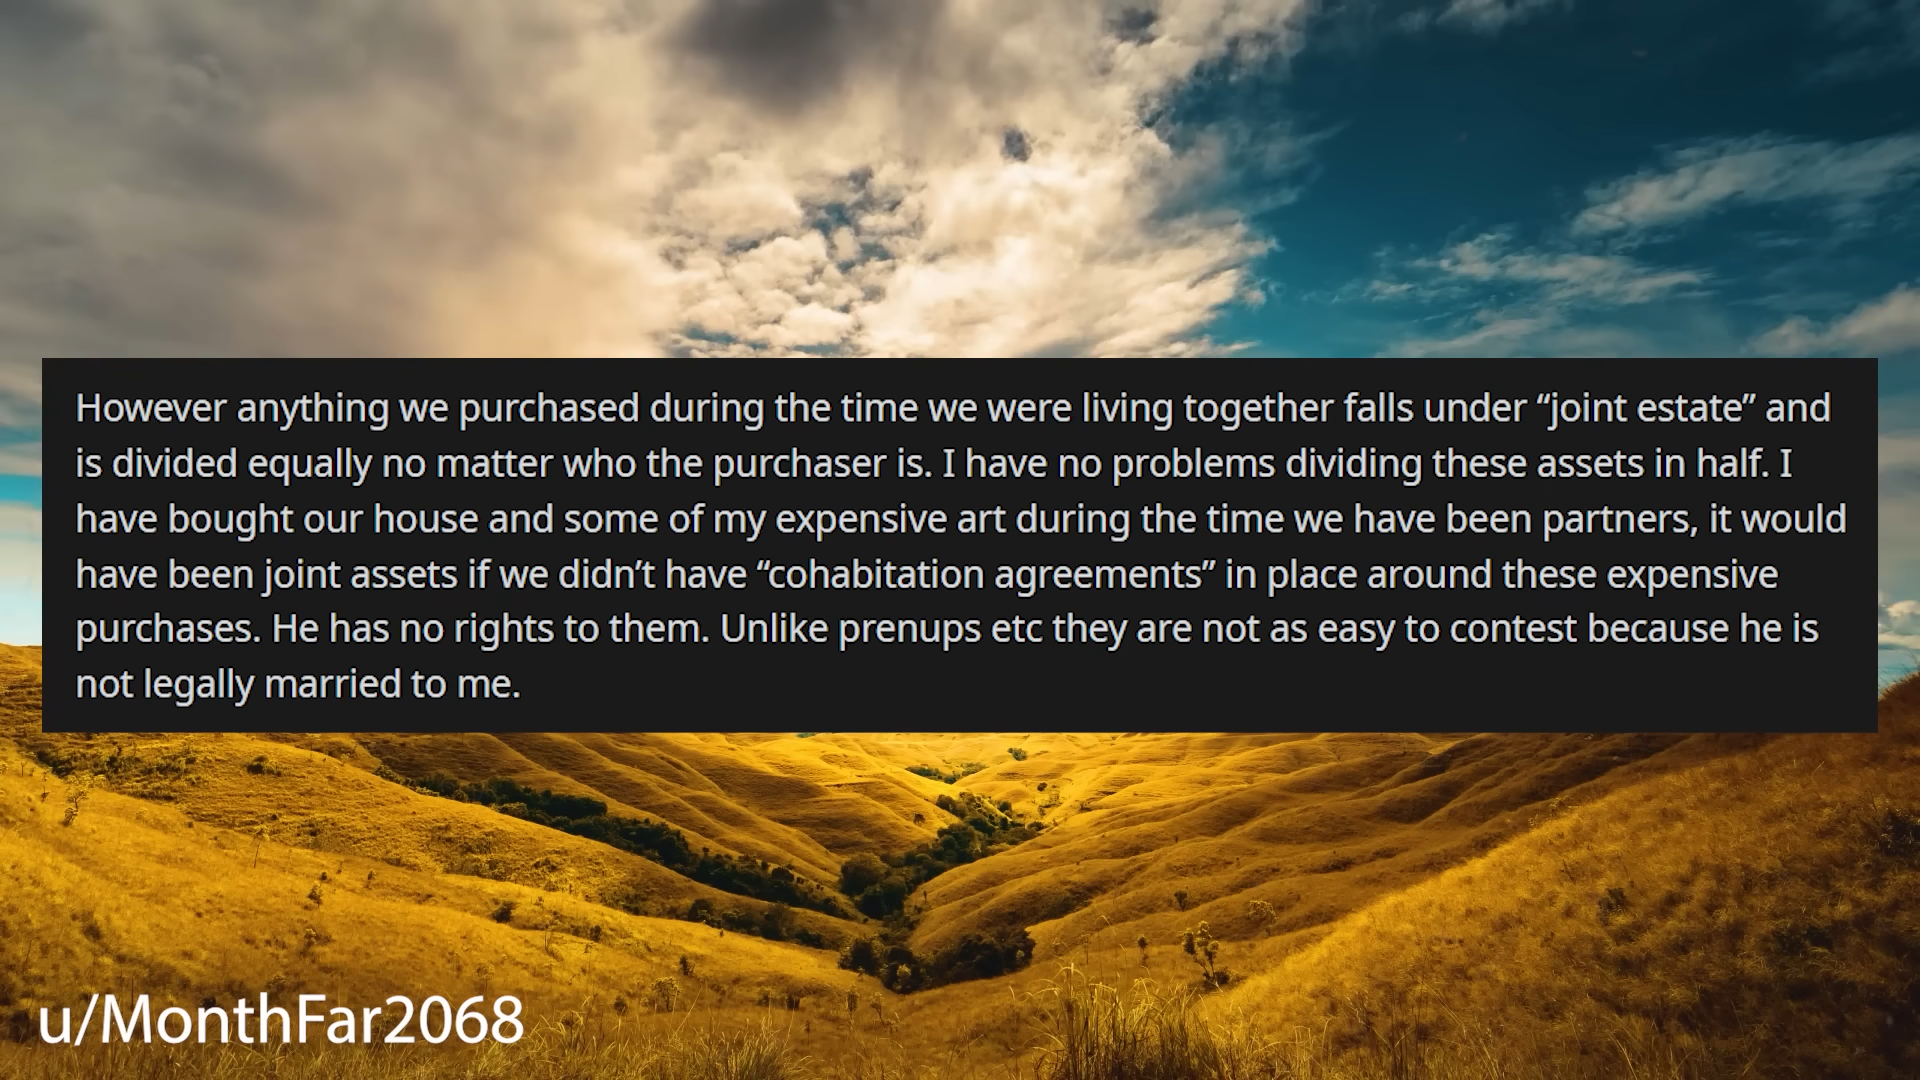 However anything we purchased during the time we were living together falls under “joint estate” and
is divided equally no matter who the purchaser is. I have no problems dividing these assets in half. I
have bought our house and some of my expensive art during the time we have been partners, it would
have been joint assets if we didn’t have “cohabitation agreements” in place around these expensive
purchases. He has no rights to them. Unlike prenups etc they are not as easy to contest because he is
not legally married to me.
u/MonthFar2068